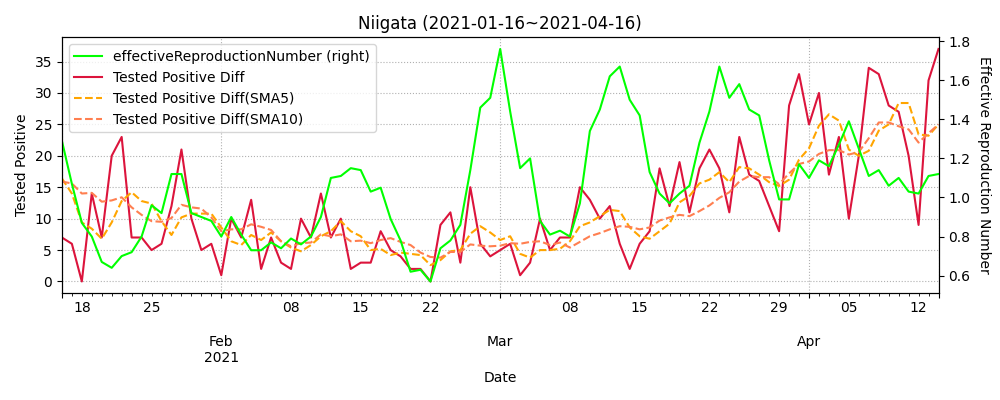 Niigata (2021-01-16~2021-04-16)
effectiveReproductionNumber (right)
Tested Positive Diff
Tested Positive Diff(SMA5)
Tested Positive Diff(SMA10)
Tested Positive
35
30
25
20
15
10
5
0
1.8
1.6
1.4
1.2
1.0
0.8
0.6
Effective Reproduction Number
18 25 08 15 22 08 15 22 29 05 12
Feb Mar Apr
2021
Date